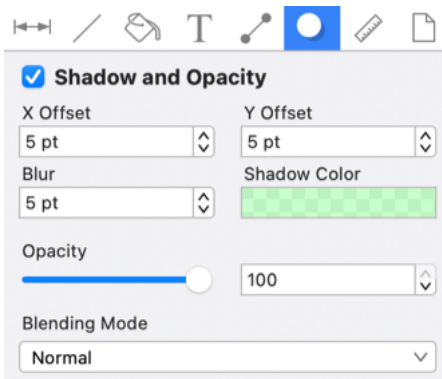 T
Shadow and Opacity
X Offset Y Offset
5 pt 5 pt
Blur Shadow Color
5 pt
Opacity
100
Blending Mode
Normal